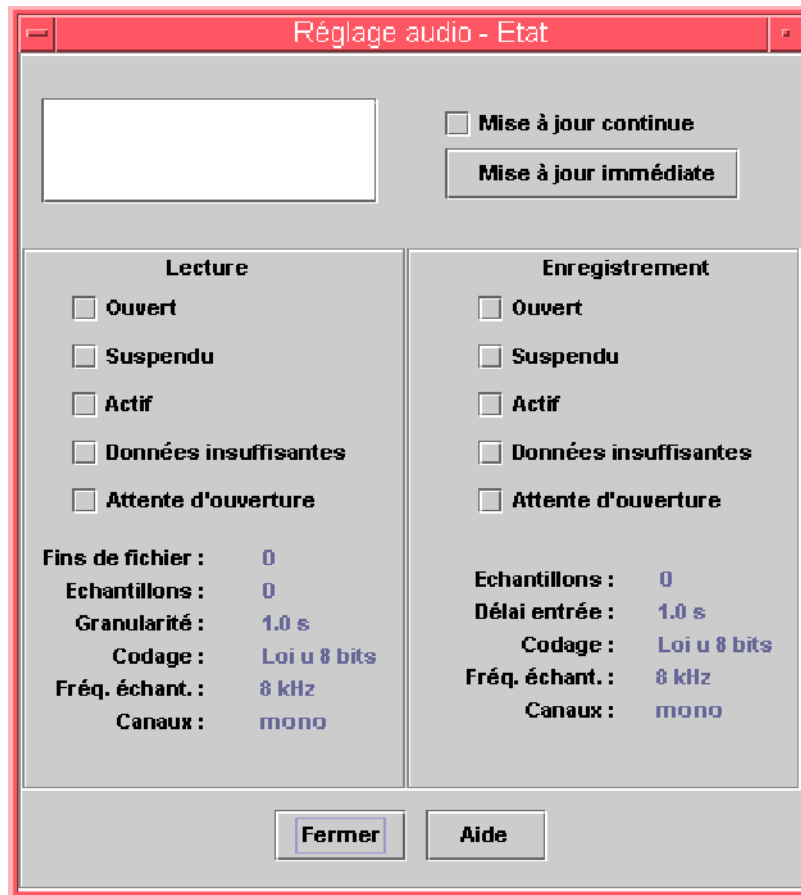 Réglage audio - Etat
Mise à jour continue
Mise à jour immédiate
Lecture
Ouvert
Suspendu
Actif
Données insuffisantes
Attente d'ouverture
Fins de fichier : 0
Echantillons : 0
Granularité : 1.0 s
Codage : Loi u 8 bits
Fréq. échant. : 8 kHz
Canaux : mono
Enregistrement
Ouvert
Suspendu
Actif
Données insuffisantes
Attente d'ouverture
Echantillons : 0
Délai entrée : 1.0 s
Codage : Loi u 8 bits
Fréq. échant. : 8 kHz
Canaux : mono
Fermer
Aide